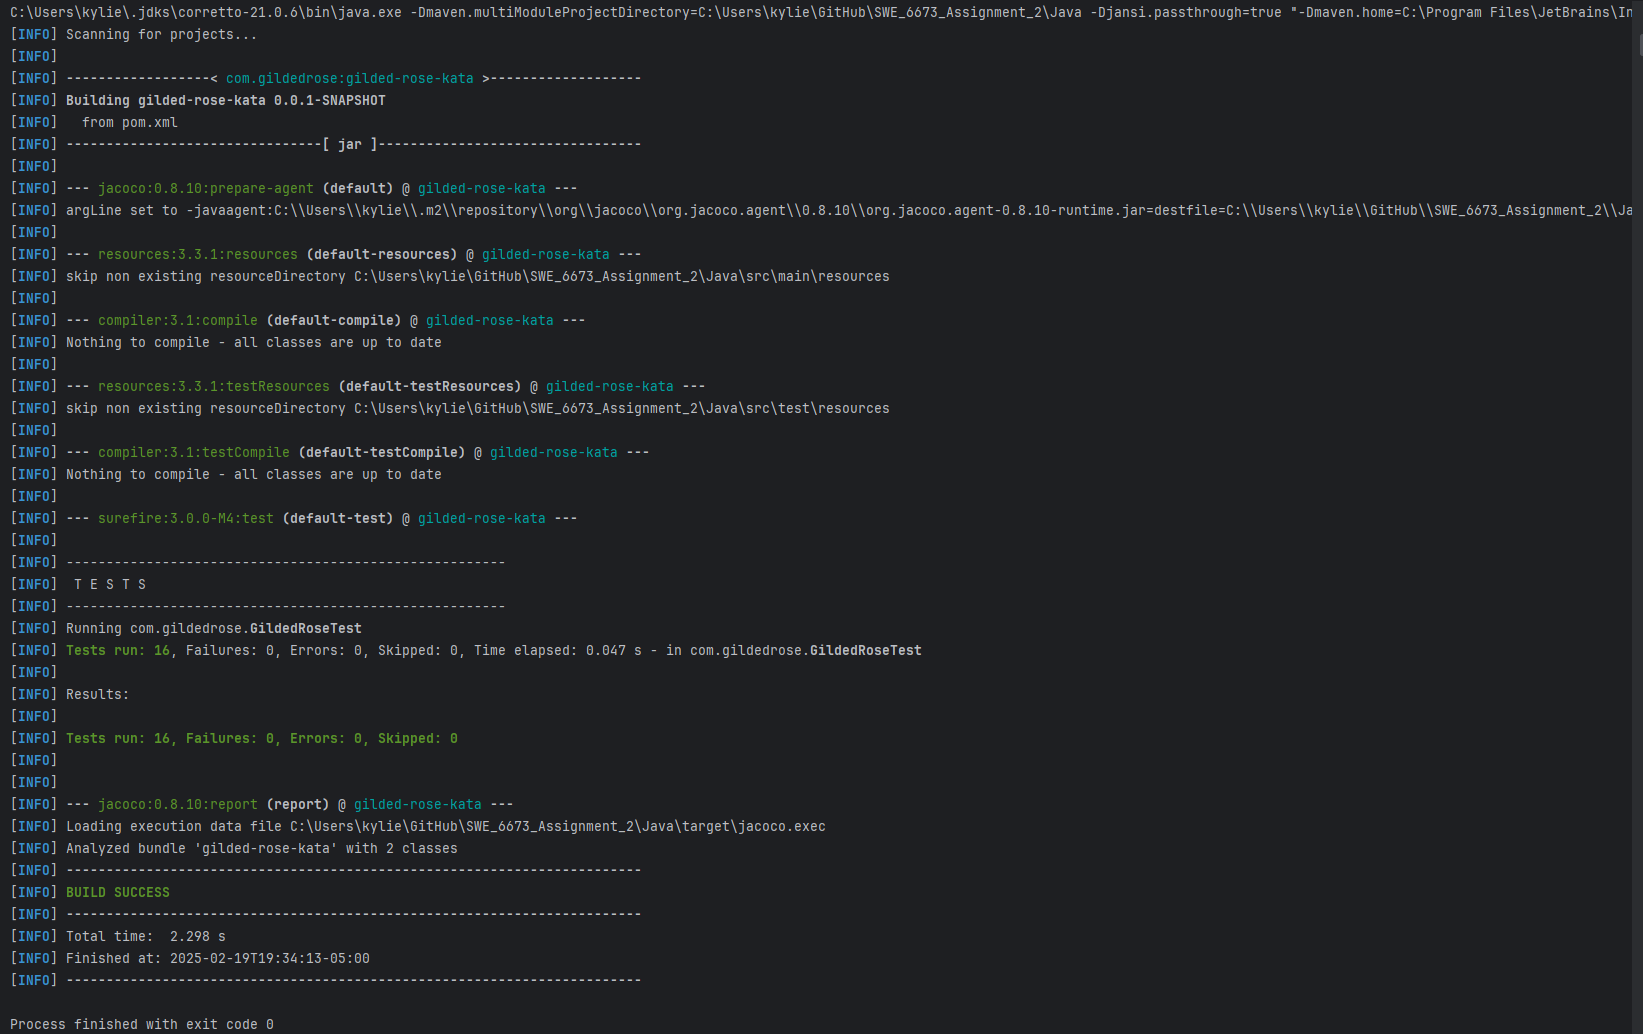 C:\Users\kylie\.jdks\corretto-21.0.6\bin\java.exe -Dmaven.multiModuleProjectDirectory=C:\Users\kylie\GitHub\SWE_6673_Assignment_2\Java -Djansi.passthrough=true "-Dmaven.home=C:\Program Files\JetBrains\In
[INFO] Scanning for projects...
[INFO]
[INFO] ------------------< com.gildedrose:gilded-rose-kata >-------------------
[INFO] Building gilded-rose-kata 0.0.1-SNAPSHOT
[INFO]   from pom.xml
[INFO] --------------------------------[ jar ]---------------------------------
[INFO]
[INFO] --- jacoco:0.8.10:prepare-agent (default) @ gilded-rose-kata ---
[INFO] argLine set to -javaagent:C:\\Users\\kylie\\.m2\\repository\\org\\jacoco\\org.jacoco.agent\\0.8.10\\org.jacoco.agent-0.8.10-runtime.jar=destfile=C:\\Users\\kylie\\GitHub\\SWE_6673_Assignment_2\\Ja
[INFO]
[INFO] --- resources:3.3.1:resources (default-resources) @ gilded-rose-kata ---
[INFO] skip non existing resourceDirectory C:\Users\kylie\GitHub\SWE_6673_Assignment_2\Java\src\main\resources
[INFO]
[INFO] --- compiler:3.1:compile (default-compile) @ gilded-rose-kata ---
[INFO] Nothing to compile - all classes are up to date
[INFO]
[INFO] --- resources:3.3.1:testResources (default-testResources) @ gilded-rose-kata ---
[INFO] skip non existing resourceDirectory C:\Users\kylie\GitHub\SWE_6673_Assignment_2\Java\src\test\resources
[INFO]
[INFO] --- compiler:3.1:testCompile (default-testCompile) @ gilded-rose-kata ---
[INFO] Nothing to compile - all classes are up to date
[INFO]
[INFO] --- surefire:3.0.0-M4:test (default-test) @ gilded-rose-kata ---
[INFO]
[INFO] -------------------------------------------------------
[INFO]  T E S T S
[INFO] -------------------------------------------------------
[INFO] Running com.gildedrose.GildedRoseTest
[INFO] Tests run: 16, Failures: 0, Errors: 0, Skipped: 0, Time elapsed: 0.047 s - in com.gildedrose.GildedRoseTest
[INFO]
[INFO] Results:
[INFO]
[INFO] Tests run: 16, Failures: 0, Errors: 0, Skipped: 0
[INFO]
[INFO]
[INFO] --- jacoco:0.8.10:report (report) @ gilded-rose-kata ---
[INFO] Loading execution data file C:\Users\kylie\GitHub\SWE_6673_Assignment_2\Java\target\jacoco.exec
[INFO] Analyzed bundle 'gilded-rose-kata' with 2 classes
[INFO] ------------------------------------------------------------------------
[INFO] BUILD SUCCESS
[INFO] ------------------------------------------------------------------------
[INFO] Total time:  2.298 s
[INFO] Finished at: 2025-02-19T19:34:13-05:00
[INFO] ------------------------------------------------------------------------
Process finished with exit code 0